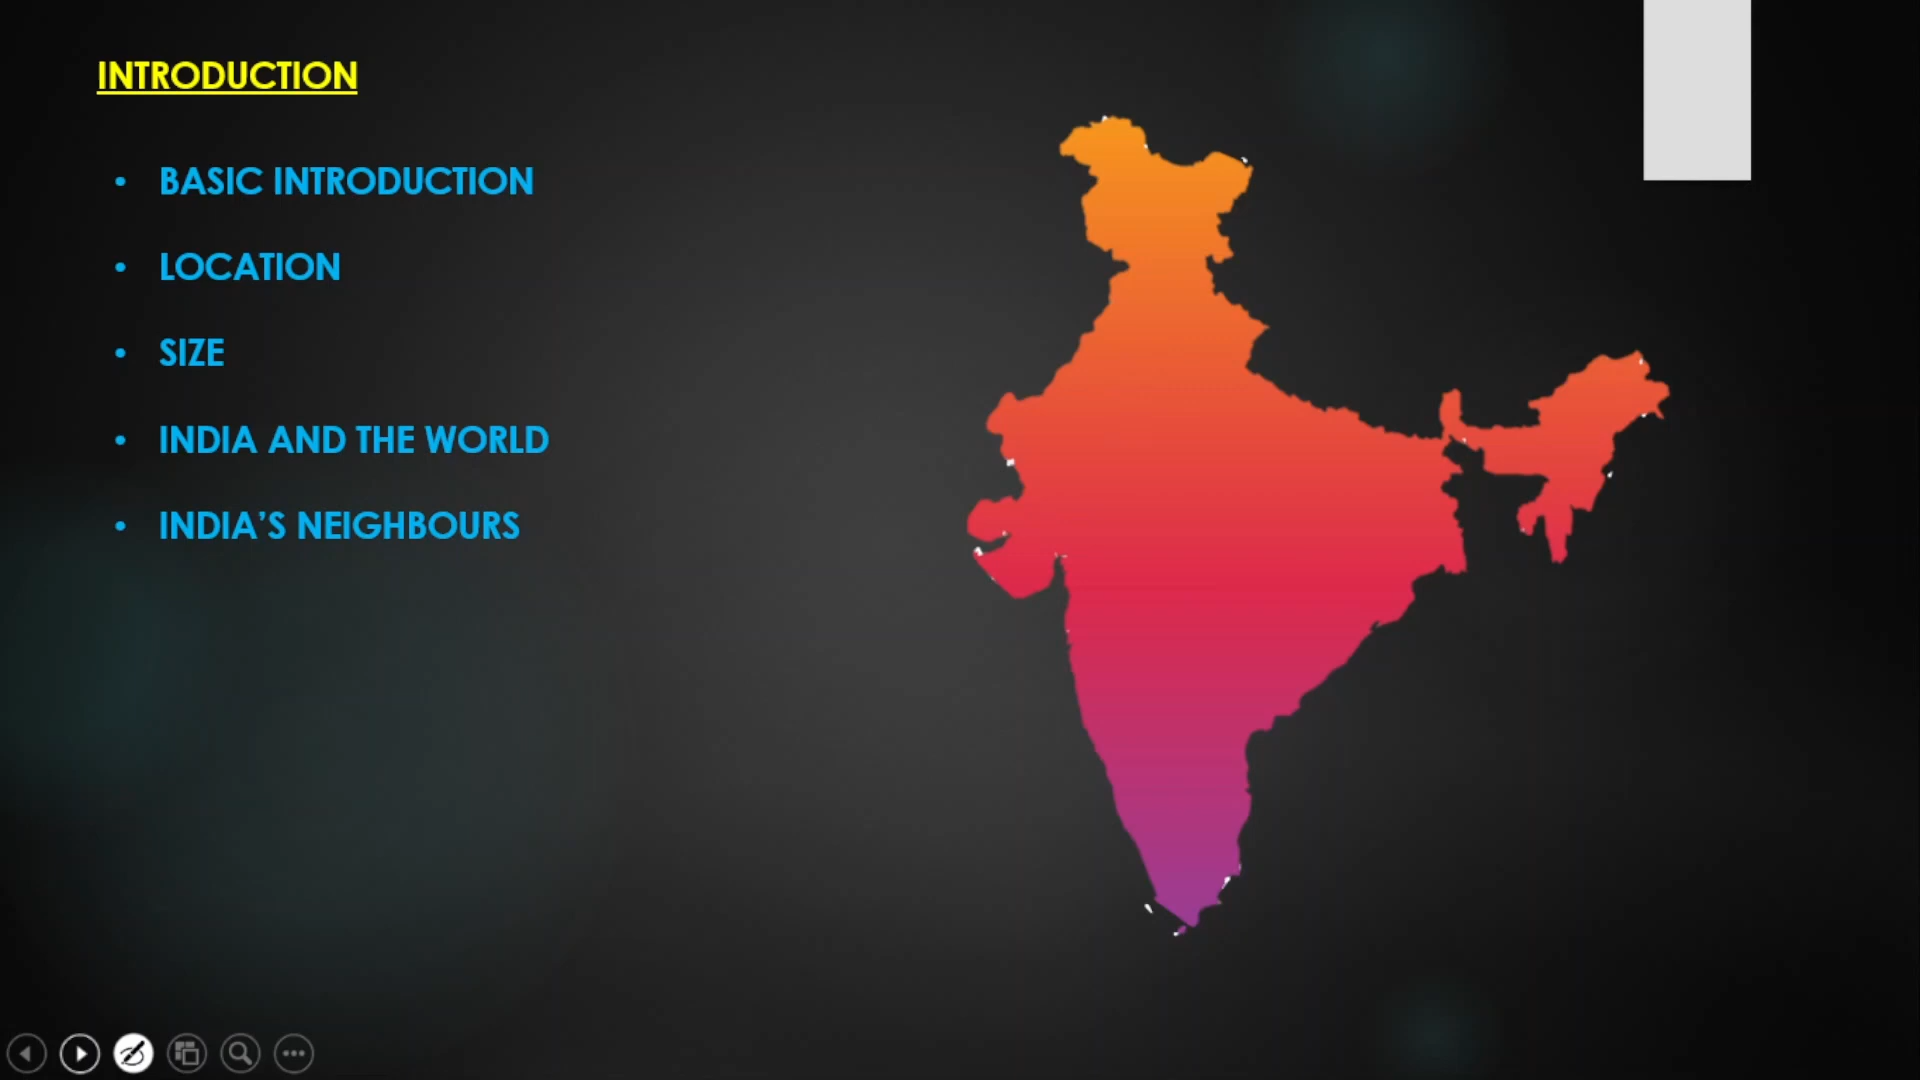 INTRODUCTION
• BASIC INTRODUCTION
• LOCATION
• SIZE
• INDIA AND THE WORLD
• INDIA’S NEIGHBOURS